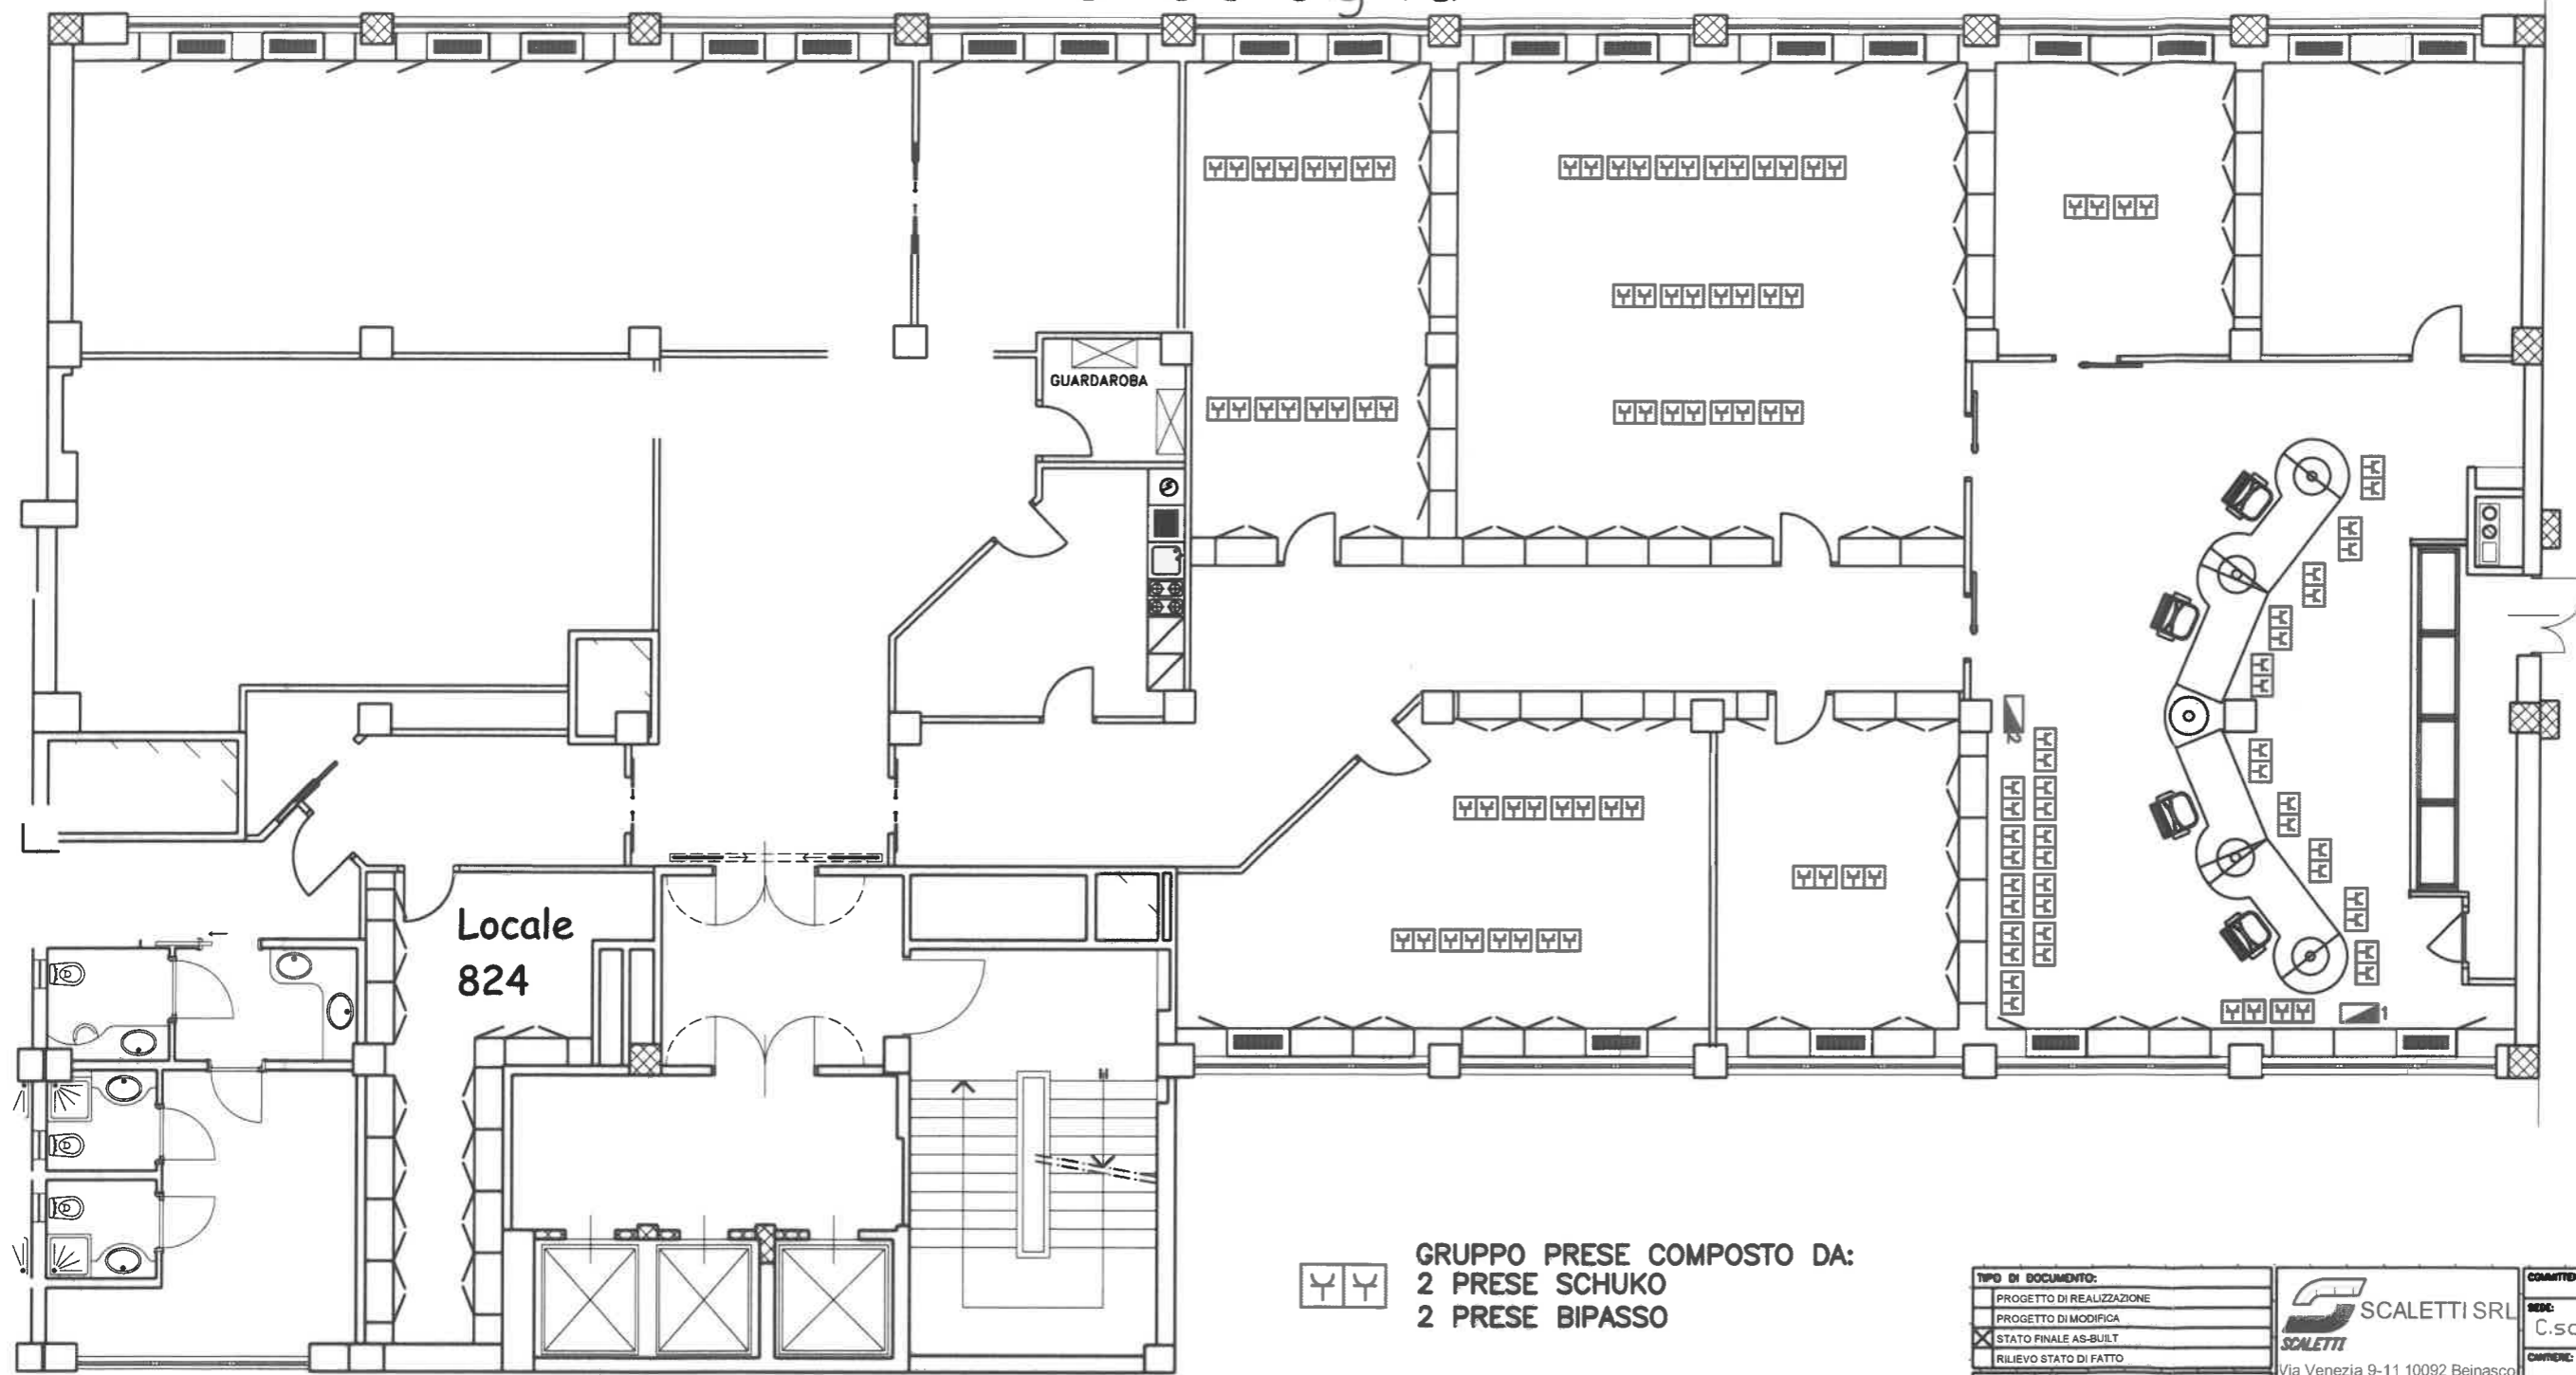 GUARDAROBA
2
Locale
824
1
GRUPPO PRESE COMPOSTO DA:
2 PRESE SCHUKO
2 PRESE BIPASSO
TIPO DI DOCUMENTO:
PROGETTO DI REALIZZAZIONE
PROGETTO DI MODIFICA
STATO FINALE AS-BUILT
RILIEVO STATO DI FATTO
SCALETTI SRL
SCALETTI
Via Venezia 9-11 10092 Beinasco
SEDE:
CANTIERE: